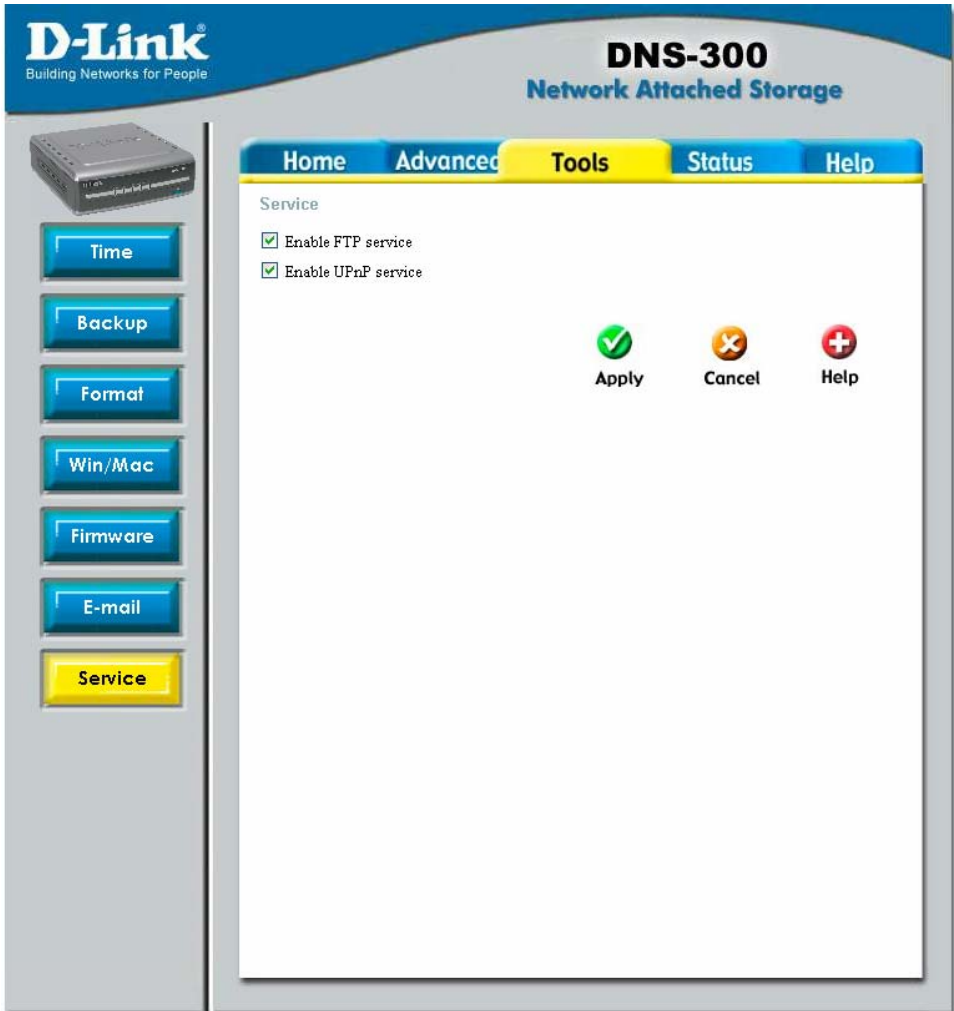 D-Link®
Building Networks for People
DNS-300
Network Attached Storage
Home Advanced Tools Status Help
Service
Enable FTP service
Enable UPnP service
Apply Cancel Help
Time
Backup
Format
Win/Mac
Firmware
E-mail
Service